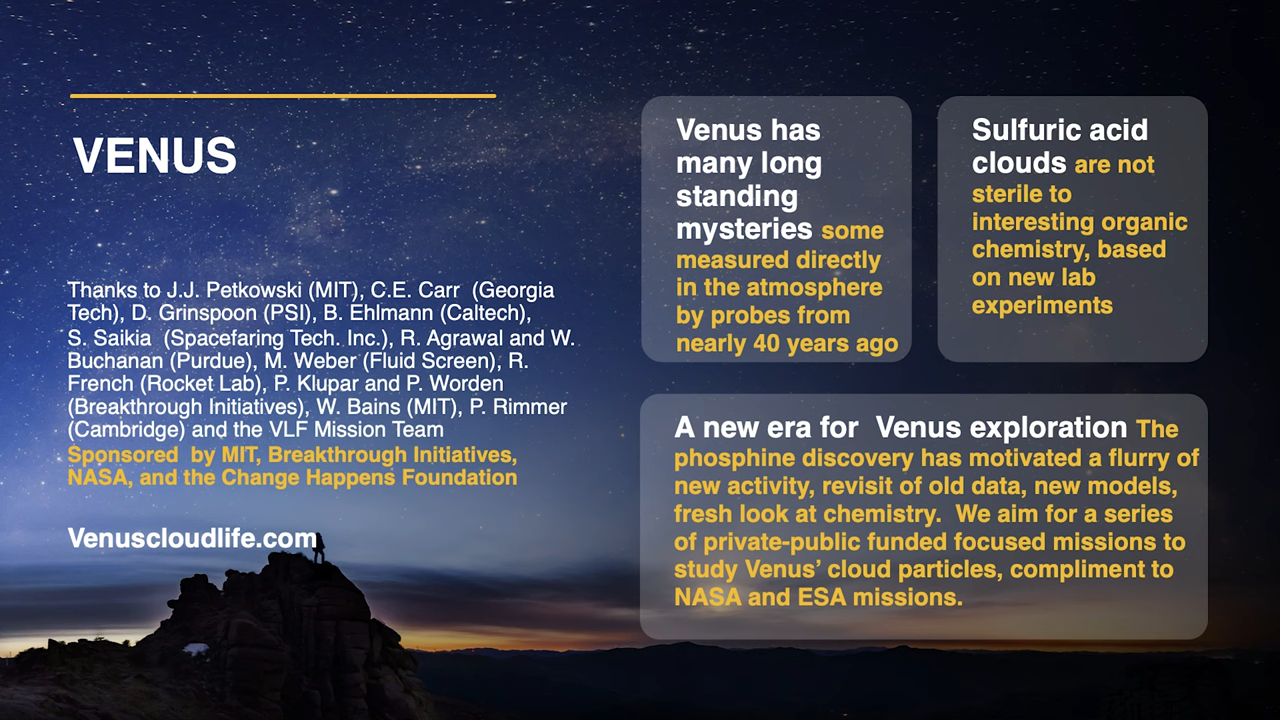 VENUS
Thanks to J.J. Petkowski (MIT), C.E. Carr  (Georgia
Tech), D. Grinspoon (PSI), B. Ehlmann (Caltech),
S. Saikia  (Spacefaring Tech. Inc.), R. Agrawal and W.
Buchanan (Purdue), M. Weber (Fluid Screen), R.
French (Rocket Lab), P. Klupar and P. Worden
(Breakthrough Initiatives), W. Bains (MIT), P. Rimmer
(Cambridge) and the VLF Mission Team
Sponsored  by MIT, Breakthrough Initiatives,
NASA, and the Change Happens Foundation
Venuscloudlife.com
Venus has
many long
standing
mysteries some
measured directly
in the atmosphere
by probes from
nearly 40 years ago
Sulfuric acid
clouds are not
sterile to
interesting organic
chemistry, based
on new lab
experiments
A new era for  Venus exploration The
phosphine discovery has motivated a flurry of
new activity, revisit of old data, new models,
fresh look at chemistry.  We aim for a series
of private-public funded focused missions to
study Venus’ cloud particles, compliment to
NASA and ESA missions.